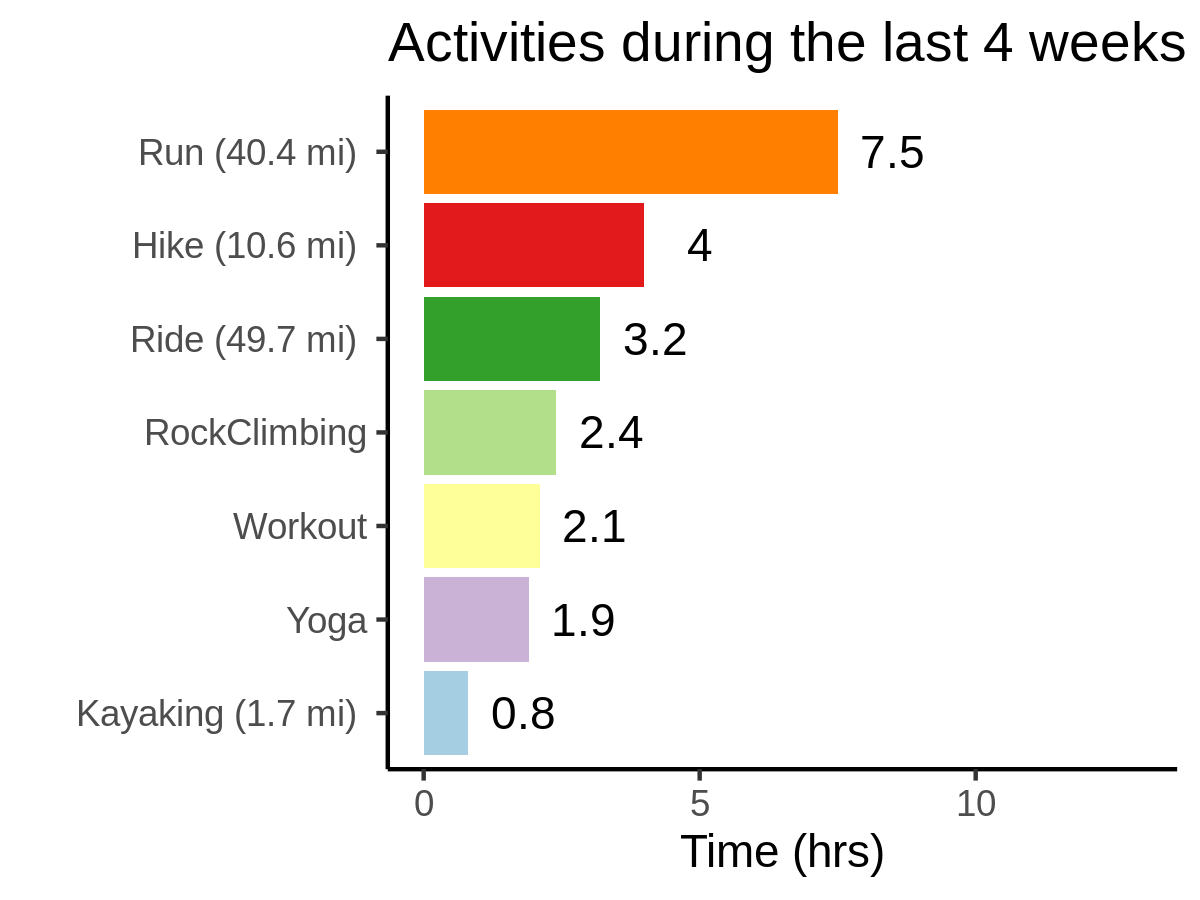 Activities during the last 4 weeks
Run (40.4 mi) 7.5
Hike (10.6 mi) 4
Ride (49.7 mi) 3.2
RockClimbing 2.4
Workout 2.1
Yoga 1.9
Kayaking (1.7 mi) 0.8
0 5 10
Time (hrs)